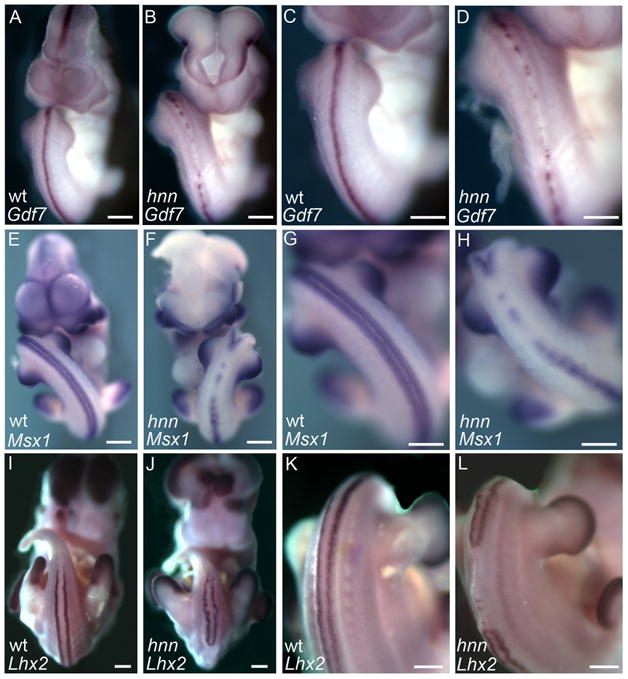 A
B
C
D
wt
Gdf7
hnn
Gdf7
wt
Gdf7
hnn
Gdf7
E
F
G
H
wt
Msx1
hnn
Msx1
wt
Msx1
hnn
Msx1
I
J
K
L
wt
Lhx2
hnn
Lhx2
wt
Lhx2
hnn
Lhx2